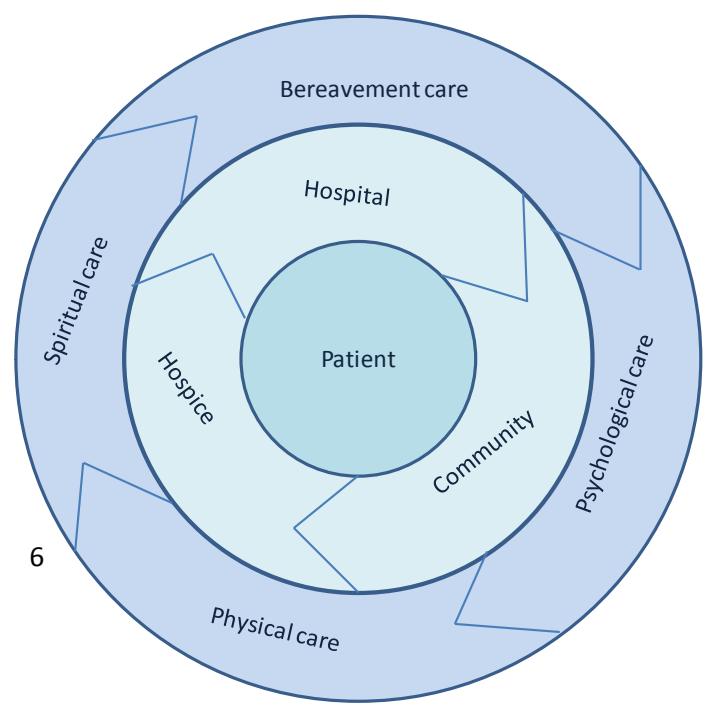 Bereavement care
Hospital
Spiritual care
Patient
Hospice
Psychological care
Community
6
Physical care